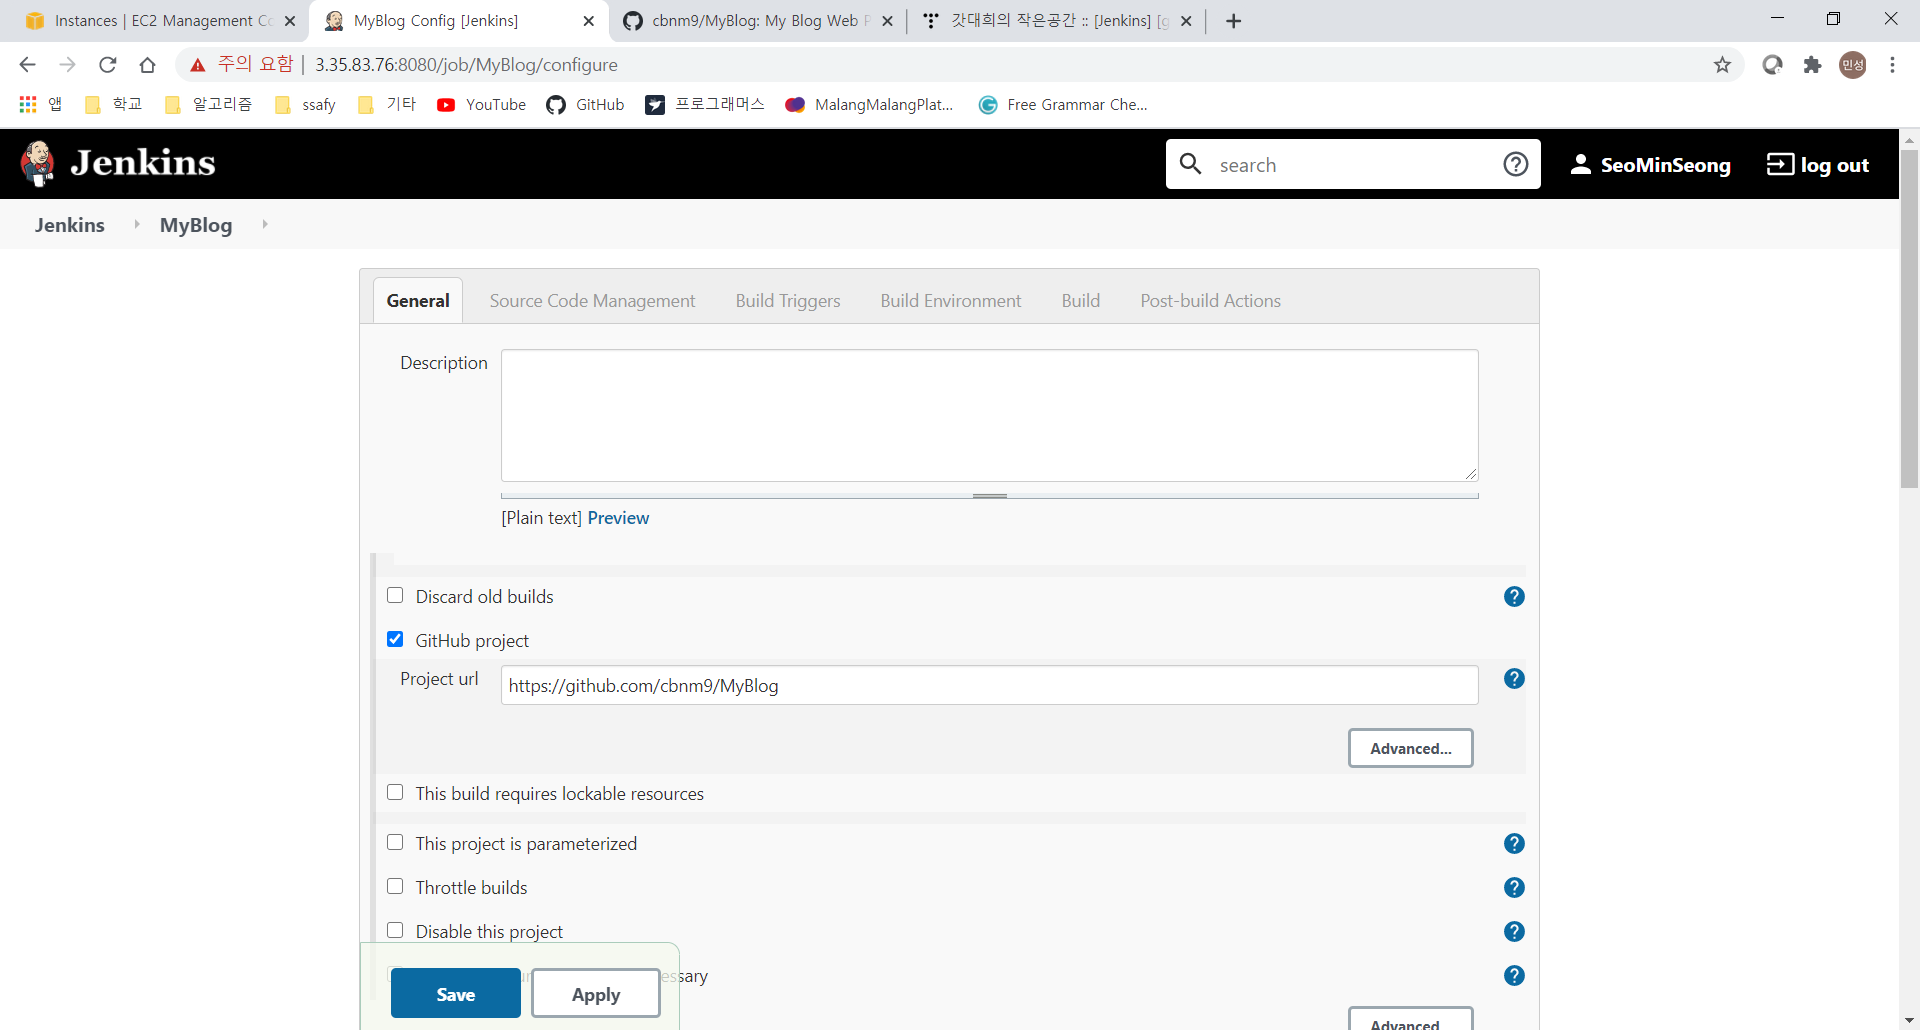 Instances | EC2 Management Co
MyBlog Config [Jenkins]
cbnm9/MyBlog: My Blog Web P
갓대희의 작은공간 :: [Jenkins] [g
주의 요함 | 3.35.83.76:8080/job/MyBlog/configure
민성
앱 학교 알고리즘 ssafy 기타 YouTube GitHub 프로그래머스 MalangMalangPlat... Free Grammar Che...
Jenkins search SeoMinSeong log out
Jenkins MyBlog
General Source Code Management Build Triggers Build Environment Build Post-build Actions
Description
[Plain text] Preview
Discard old builds
GitHub project
Project url https://github.com/cbnm9/MyBlog
Advanced...
This build requires lockable resources
This project is parameterized
Throttle builds
Disable this project
essary
Save Apply
Advanced